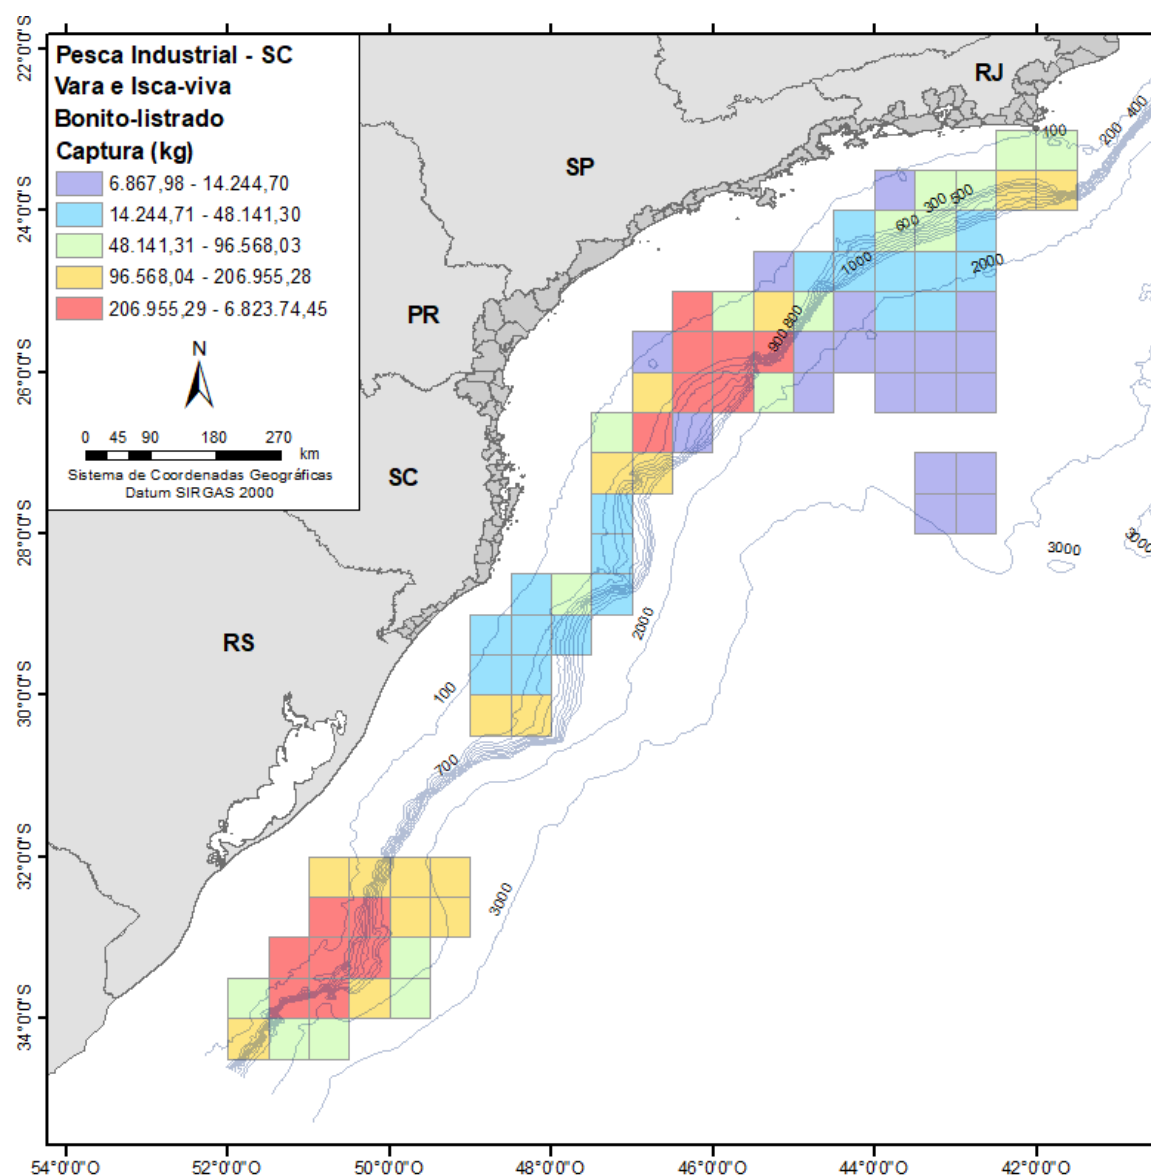 Pesca Industrial - SC
Vara e Isca-viva
Bonito-listrado
Captura (kg)
6.867,98 - 14.244,70
14.244,71 - 48.141,30
48.141,31 - 96.568,03
96.568,04 - 206.955,28
206.955,29 - 6.823.74,45
N
0 45 90 180 270
km
Sistema de Coordenadas Geográficas
Datum SIRGAS 2000
RJ
SP
PR
SC
RS
100
200
400
300
500
600
1000
2000
800
900
3000
3000
2000
100
700
3000
22°0'0"S
24°0'0"S
26°0'0"S
28°0'0"S
30°0'0"S
32°0'0"S
34°0'0"S
54°0'0"O
52°0'0"O
50°0'0"O
48°0'0"O
46°0'0"O
44°0'0"O
42°0'0"O